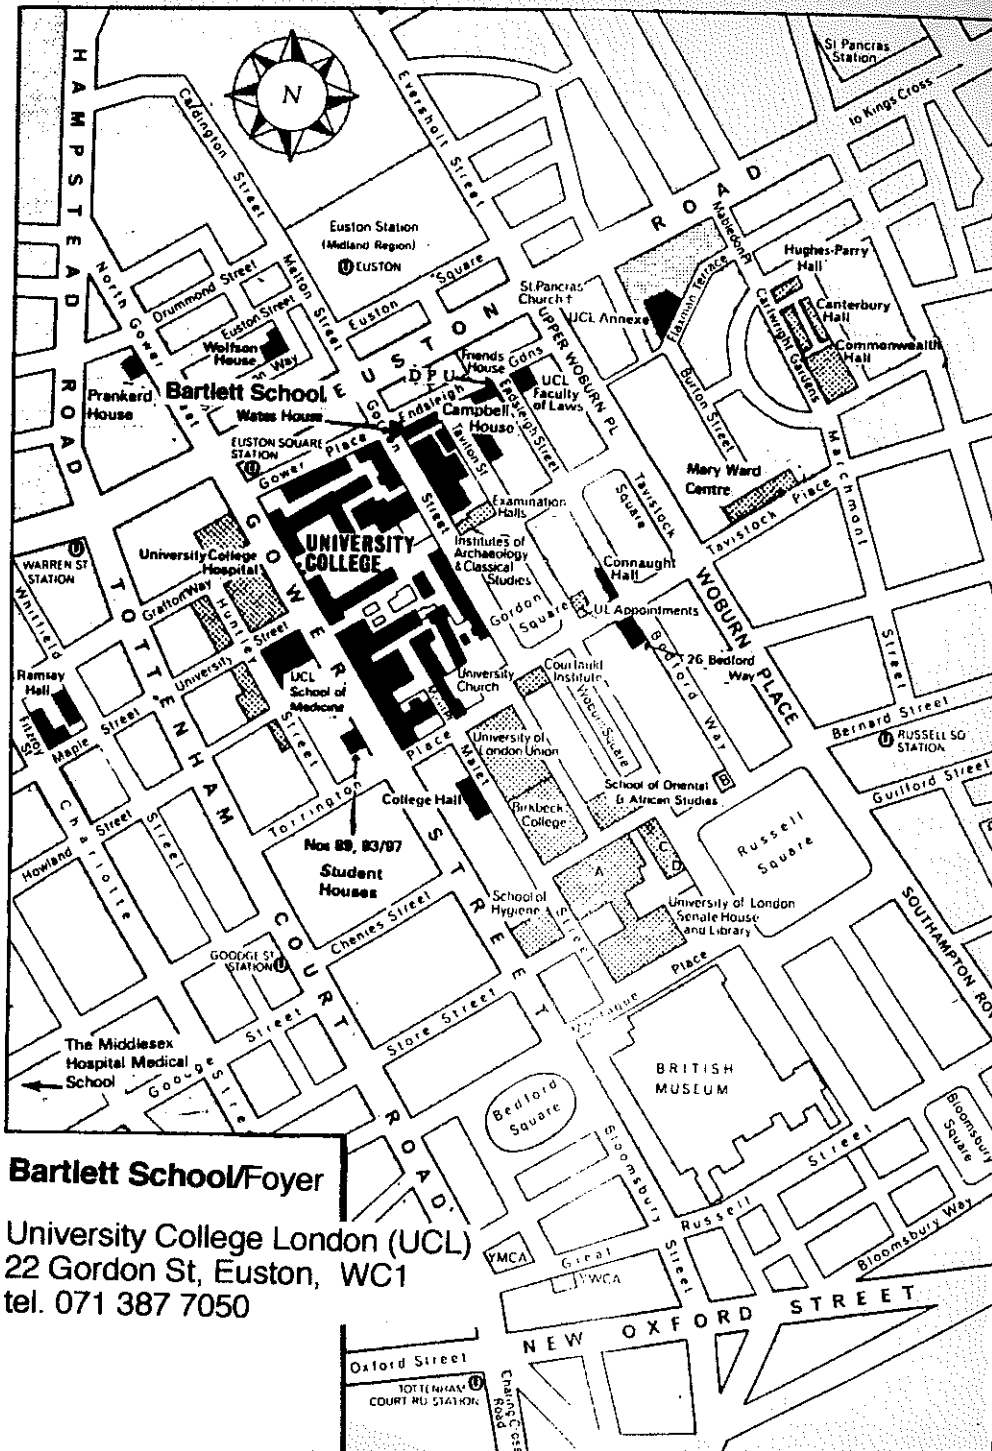 St Pancras
Station
to Kings Cross
HAMPSTEAD ROAD
N
Cardington Street
Eversholt Street
EUSTON ROAD
Mabledon Pl
Euston Station
(Midland Region)
U EUSTON
Hughes-Parry
Hall
Drummond Street
Melton Street
Euston Square
North Gower Street
Euston Street
St. Pancras
Church †
Flaxman Terrace
Canterbury
Hall
Cartwright Gardens
UCL Annexe
Commonwealth
Hall
Wolfson
House
UPPER WOBURN PL
Friends
House
DPU
Endsleigh Gdns
UCL
Faculty
of Laws
Burton Street
Prankerd
House
Bartlett School
Wates House
Campbell
House
Endsleigh Street
Taviton St
Gordon Street
EUSTON SQUARE
STATION
U
Gower Place
Marchmont Street
Mary Ward
Centre
Tavistock Place
Examination
Halls
Tavistock
Square
UNIVERSITY
COLLEGE
Institutes of
Archaeology
& Classical
Studies
U
WARREN ST
STATION
University College
Hospital
Connaught
Hall
WOBURN PLACE
Whitfield Street
Grafton Way
Huntley Street
GOWER STREET
Gordon
Square
UL Appointments
TOTTENHAM COURT ROAD
University Street
Bedford Way
26 Bedford
Way
Ramsay
Hall
UCL
School of
Medicine
University
Church
Courtauld
Institute
Woburn Square
Fitzroy St
Maple Street
Bernard Street
U RUSSELL SQ
STATION
University of
London Union
Torrington Place
Malet Street
School of Oriental
& African Studies
B
Guilford Street
College Hall
Birkbeck
College
Russell
Square
Howland Street
Charlotte Street
Nos 89, 93/97
Student
Houses
C
D
A
School of
Hygiene
University of London
Senate House
and Library
SOUTHAMPTON ROW
Chenies Street
GOODGE ST
STATION U
Montague Place
Store Street
The Middlesex
Hospital Medical
School
Goodge Street
BRITISH
MUSEUM
Bedford
Square
Bloomsbury
Square
Bloomsbury Street
Great Russell Street
Bloomsbury Way
Bartlett School/Foyer
University College London (UCL)
22 Gordon St, Euston, WC1
tel. 071 387 7050
YMCA
YWCA
NEW OXFORD STREET
Oxford Street
TOTTENHAM U
COURT RD STATION
Charing Cross
Road